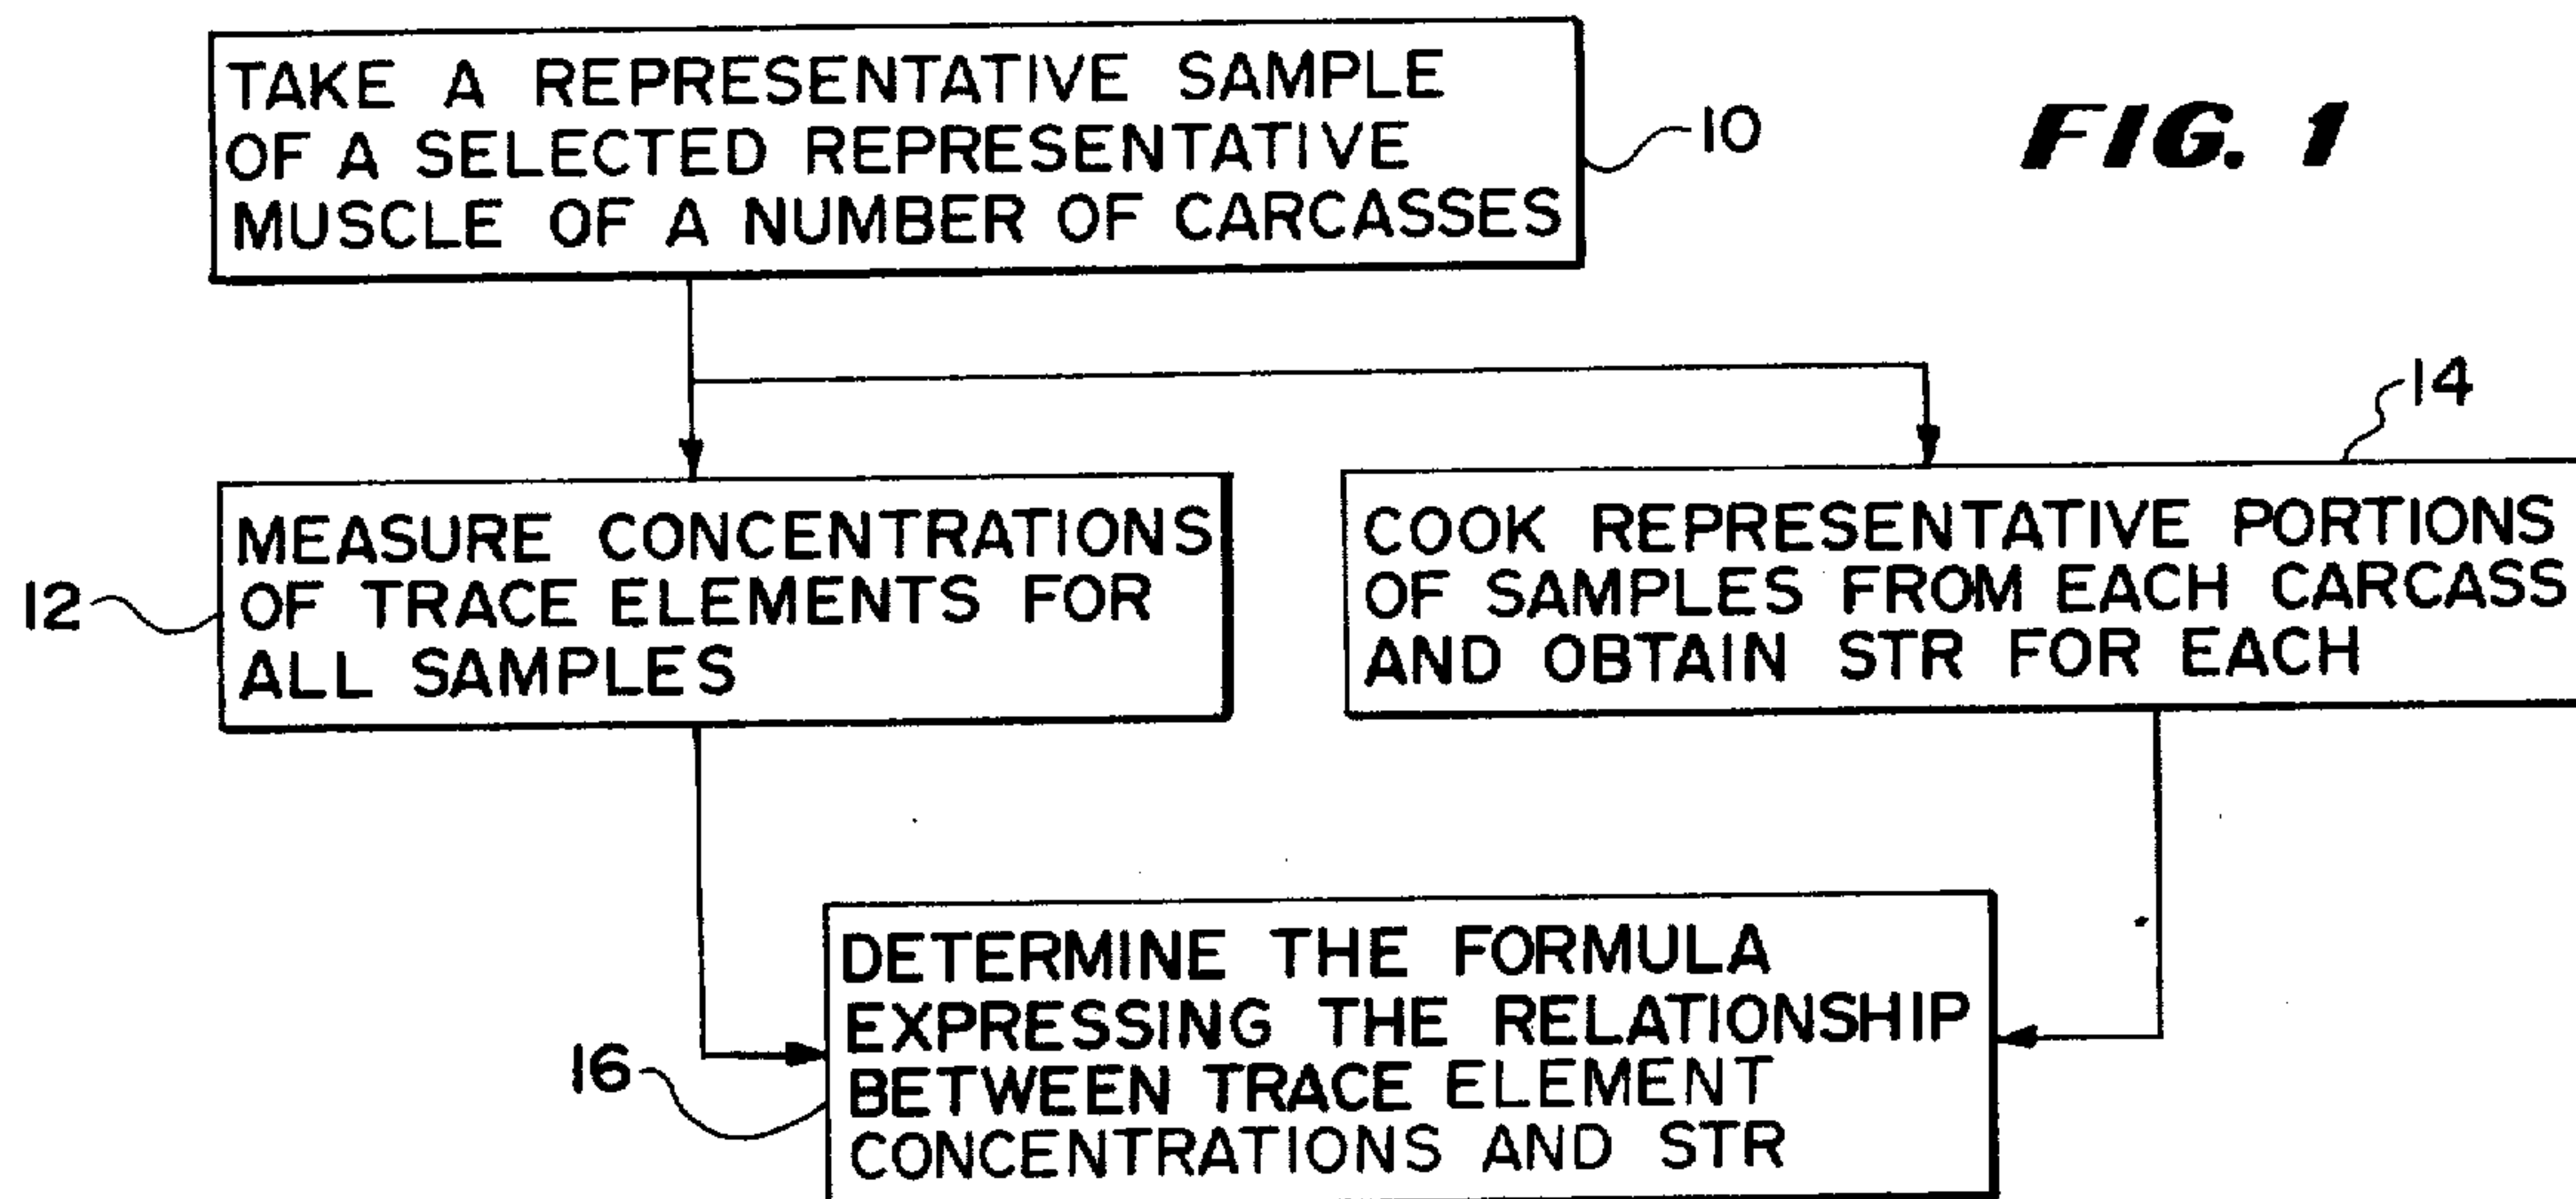 TAKE A REPRESENTATIVE SAMPLE
OF A SELECTED REPRESENTATIVE
MUSCLE OF A NUMBER OF CARCASSES
10
FIG. 1
14
12
MEASURE CONCENTRATIONS
OF TRACE ELEMENTS FOR
ALL SAMPLES
COOK REPRESENTATIVE PORTIONS
OF SAMPLES FROM EACH CARCASS
AND OBTAIN STR FOR EACH
16
DETERMINE THE FORMULA
EXPRESSING THE RELATIONSHIP
BETWEEN TRACE ELEMENT
CONCENTRATIONS AND STR